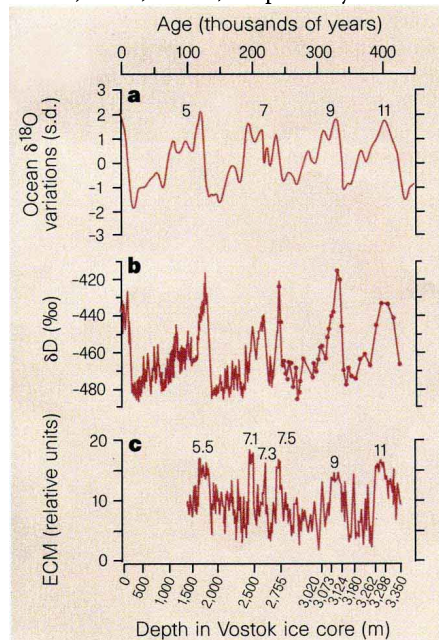 Age (thousands of years)
0 100 200 300 400
a
3
2
1
0
-1
-2
-3
Ocean δ18O
variations (s.d.)
5 7 9 11
b
-420
-440
-460
-480
δD (‰)
c
20
10
0
ECM (relative units)
5.5 7.1 7.3 7.5 9 11
0 500 1,000 1,500 2,000 2,500 2,755 3,020 3,073 3,124 3,180 3,262 3,298 3,350
Depth in Vostok ice core (m)